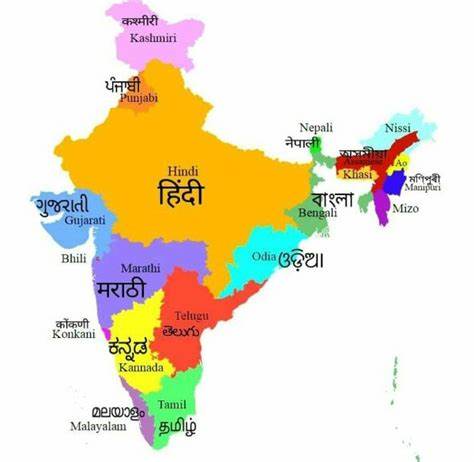 कश्मीरी
Kashmiri
ਪੰਜਾਬੀ
Punjabi
Nepali
नेपाली
Nissi
অসমীয়া
Assamese
Ao
Khasi
মণিপুৰী
Manipuri
Mizo
Hindi
हिंदी
বাংলা
Bengali
ગુજરાતી
Gujarati
Bhili
Odia ଓଡ଼ିଆ
Marathi
मराठी
Telugu
తెలుగు
कोंकणी
Konkani
ಕನ್ನಡ
Kannada
മലയാളം
Malayalam
Tamil
தமிழ்